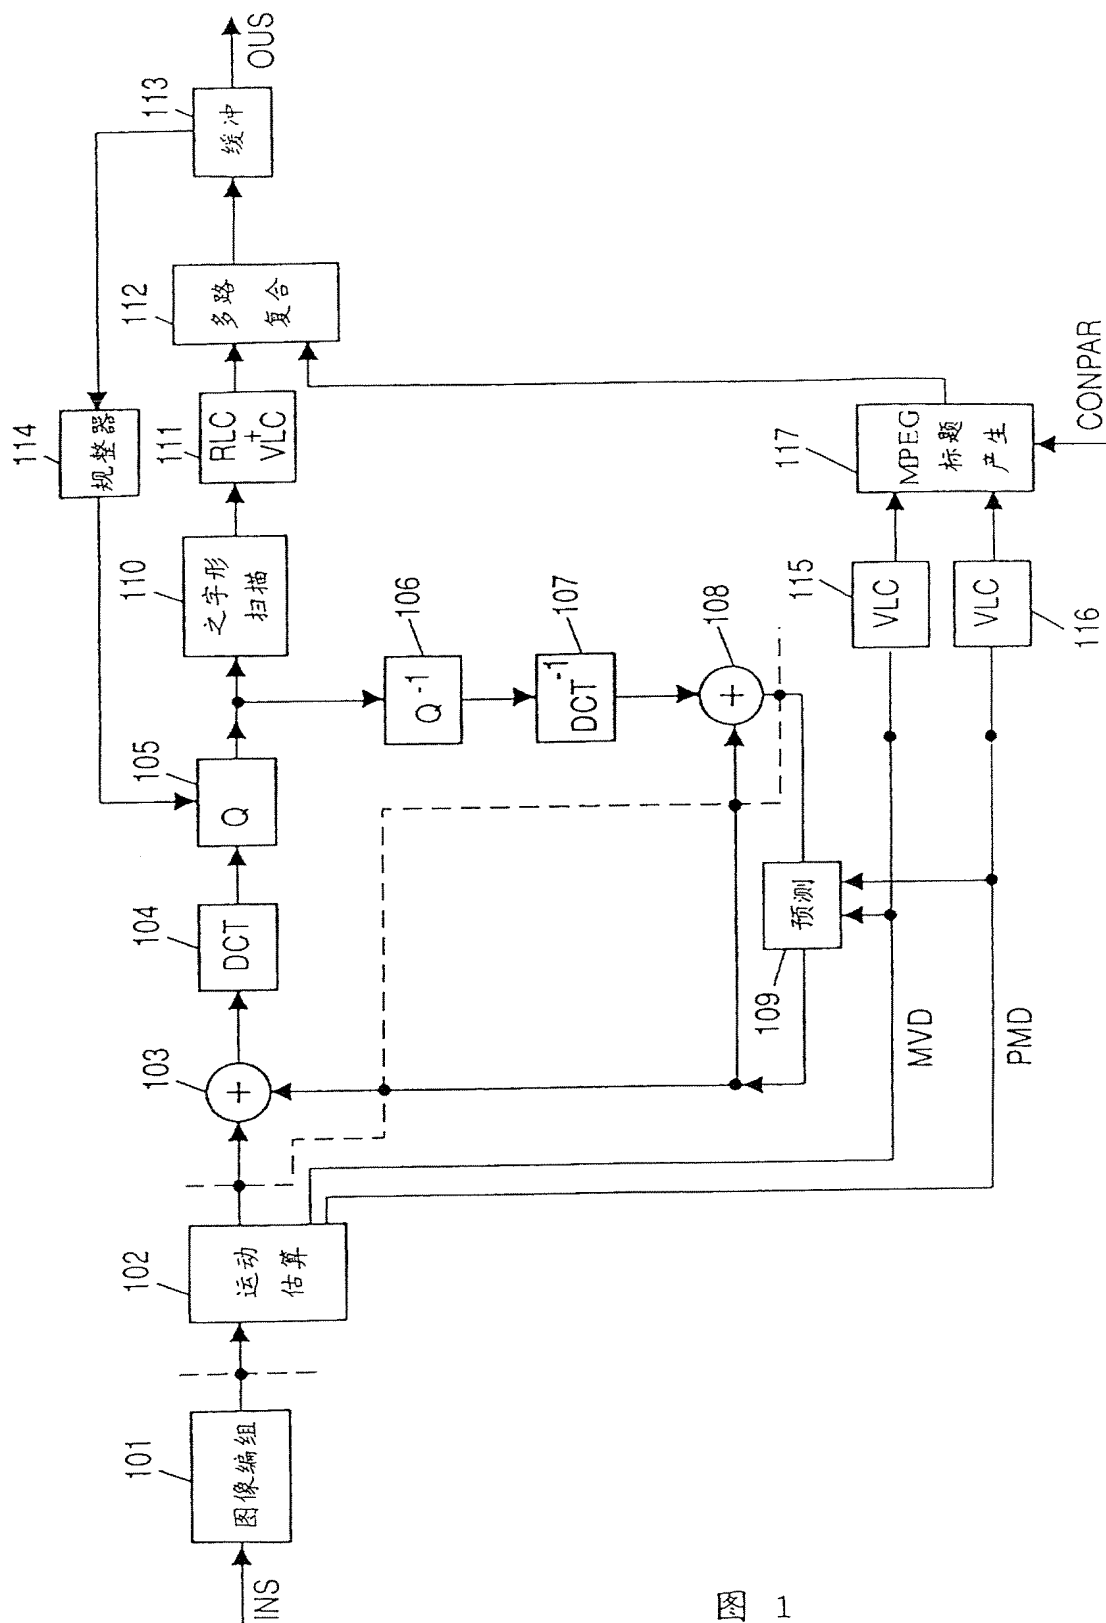 INS
101
图像编组
102
运动
估算
103
+
104
DCT
105
Q
110
之字形
扫描
111
RLC
+
VLC
112
多路
复合
113
缓冲
OUS
114
规整器
106
Q-1
107
DCT-1
108
+
109
预测
MVD
PMD
115
VLC
116
VLC
117
MPEG
标题
产生
CONPAR
图 1